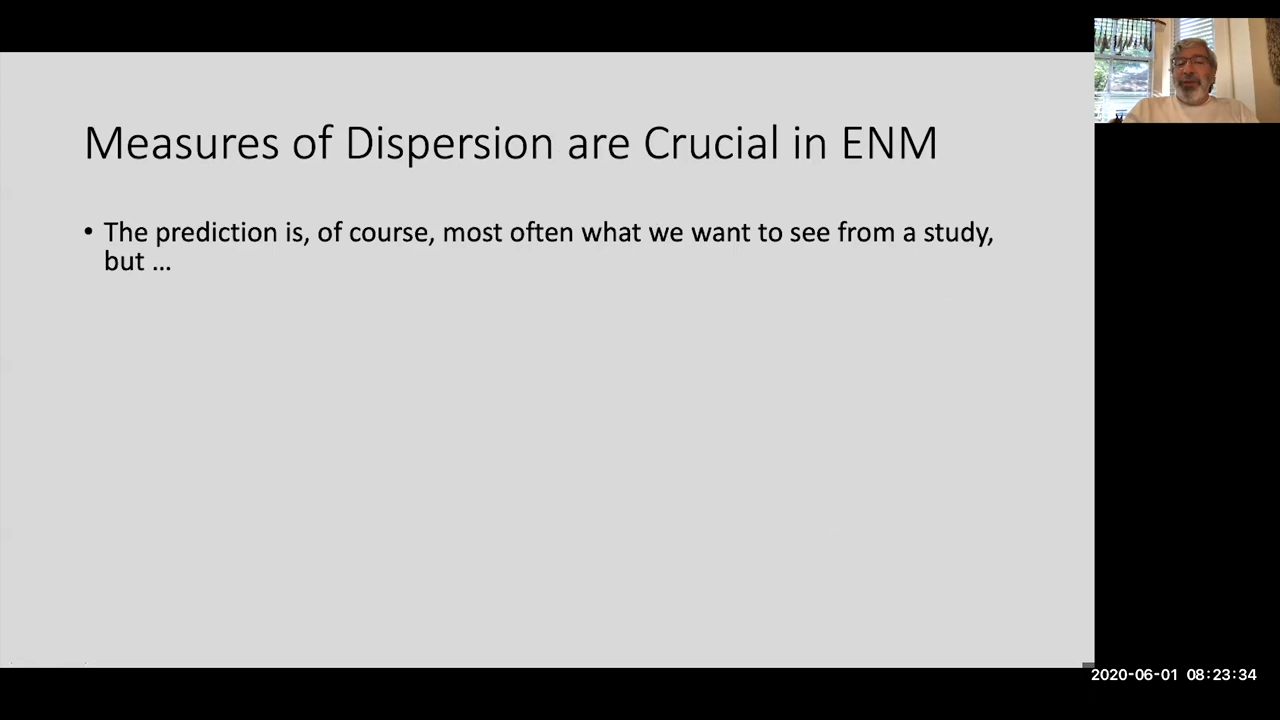 Measures of Dispersion are Crucial in ENM
• The prediction is, of course, most often what we want to see from a study,
but ...
2020-06-01 08:23:34